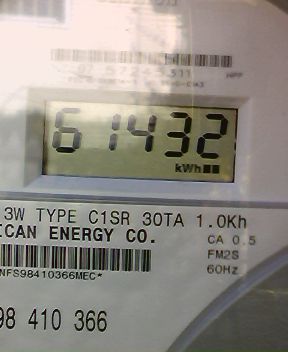 61432
kWh
3W TYPE C1SR 30TA 1.0Kh
ICAN ENERGY CO.
CA 0.5
FM2S
60Hz
NFS98410366MEC*
98 410 366